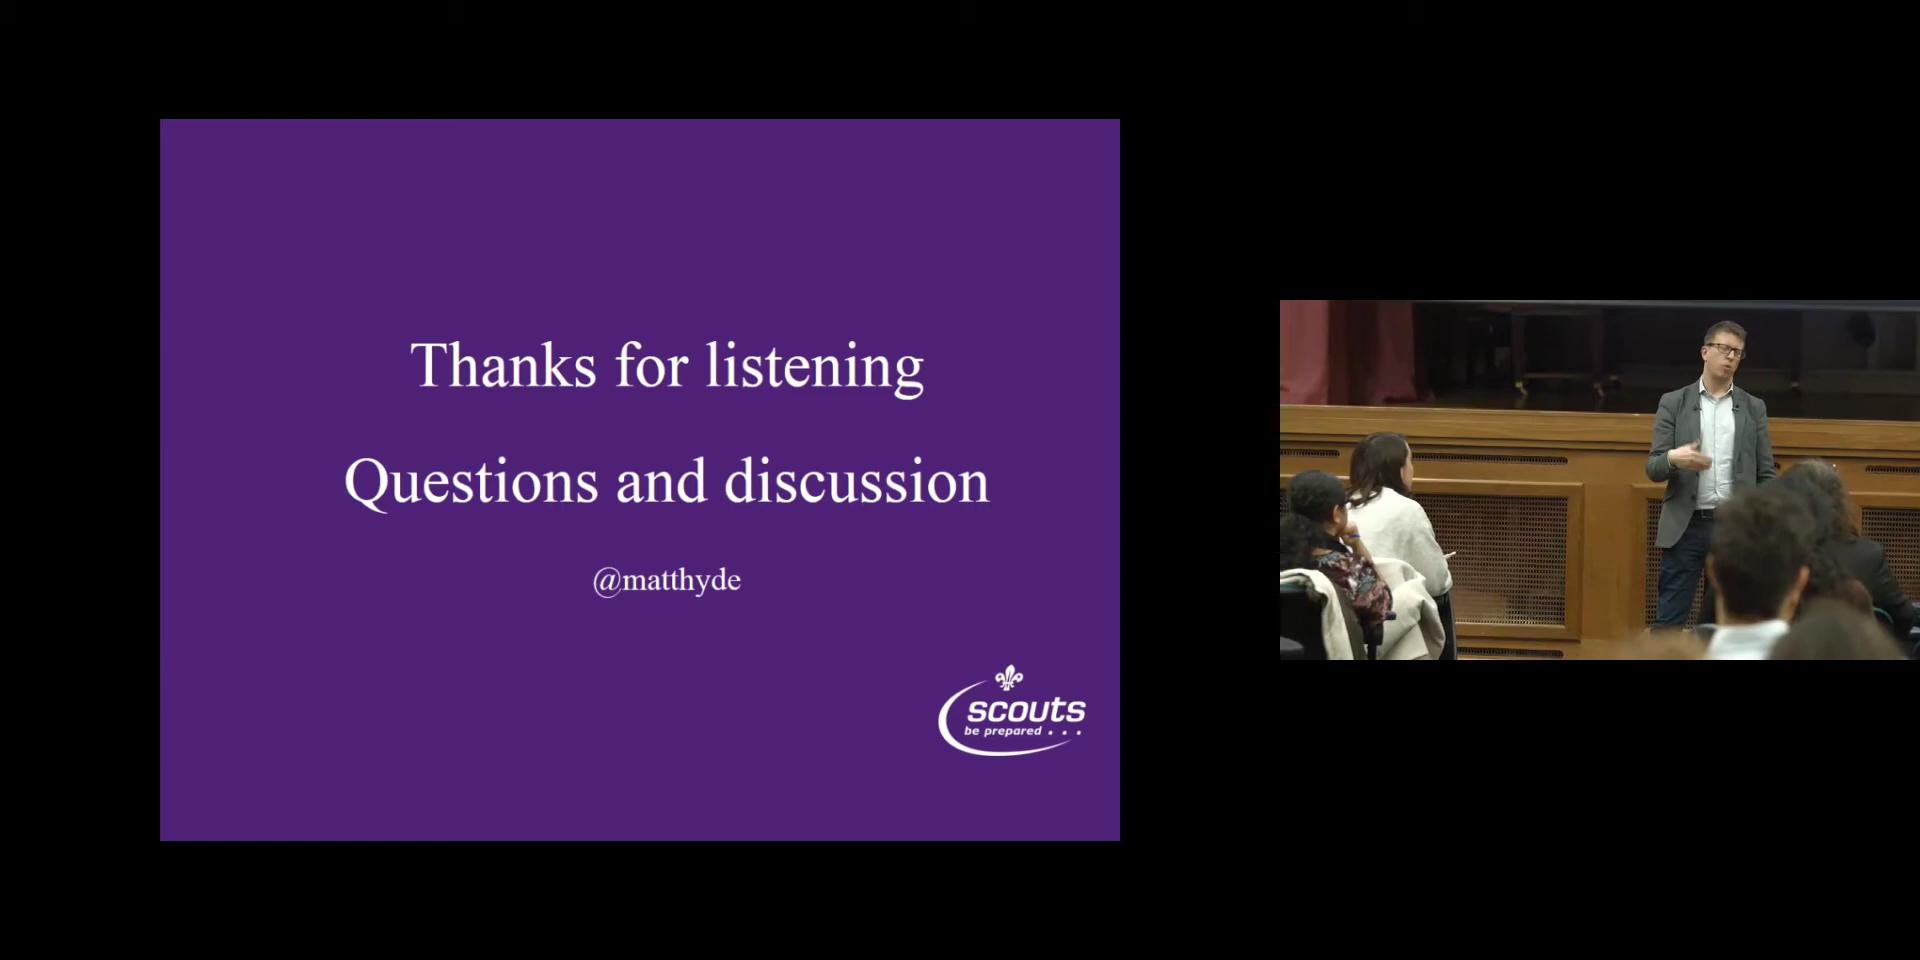 Thanks for listening
Questions and discussion
@matthyde
scouts
be prepared . . .